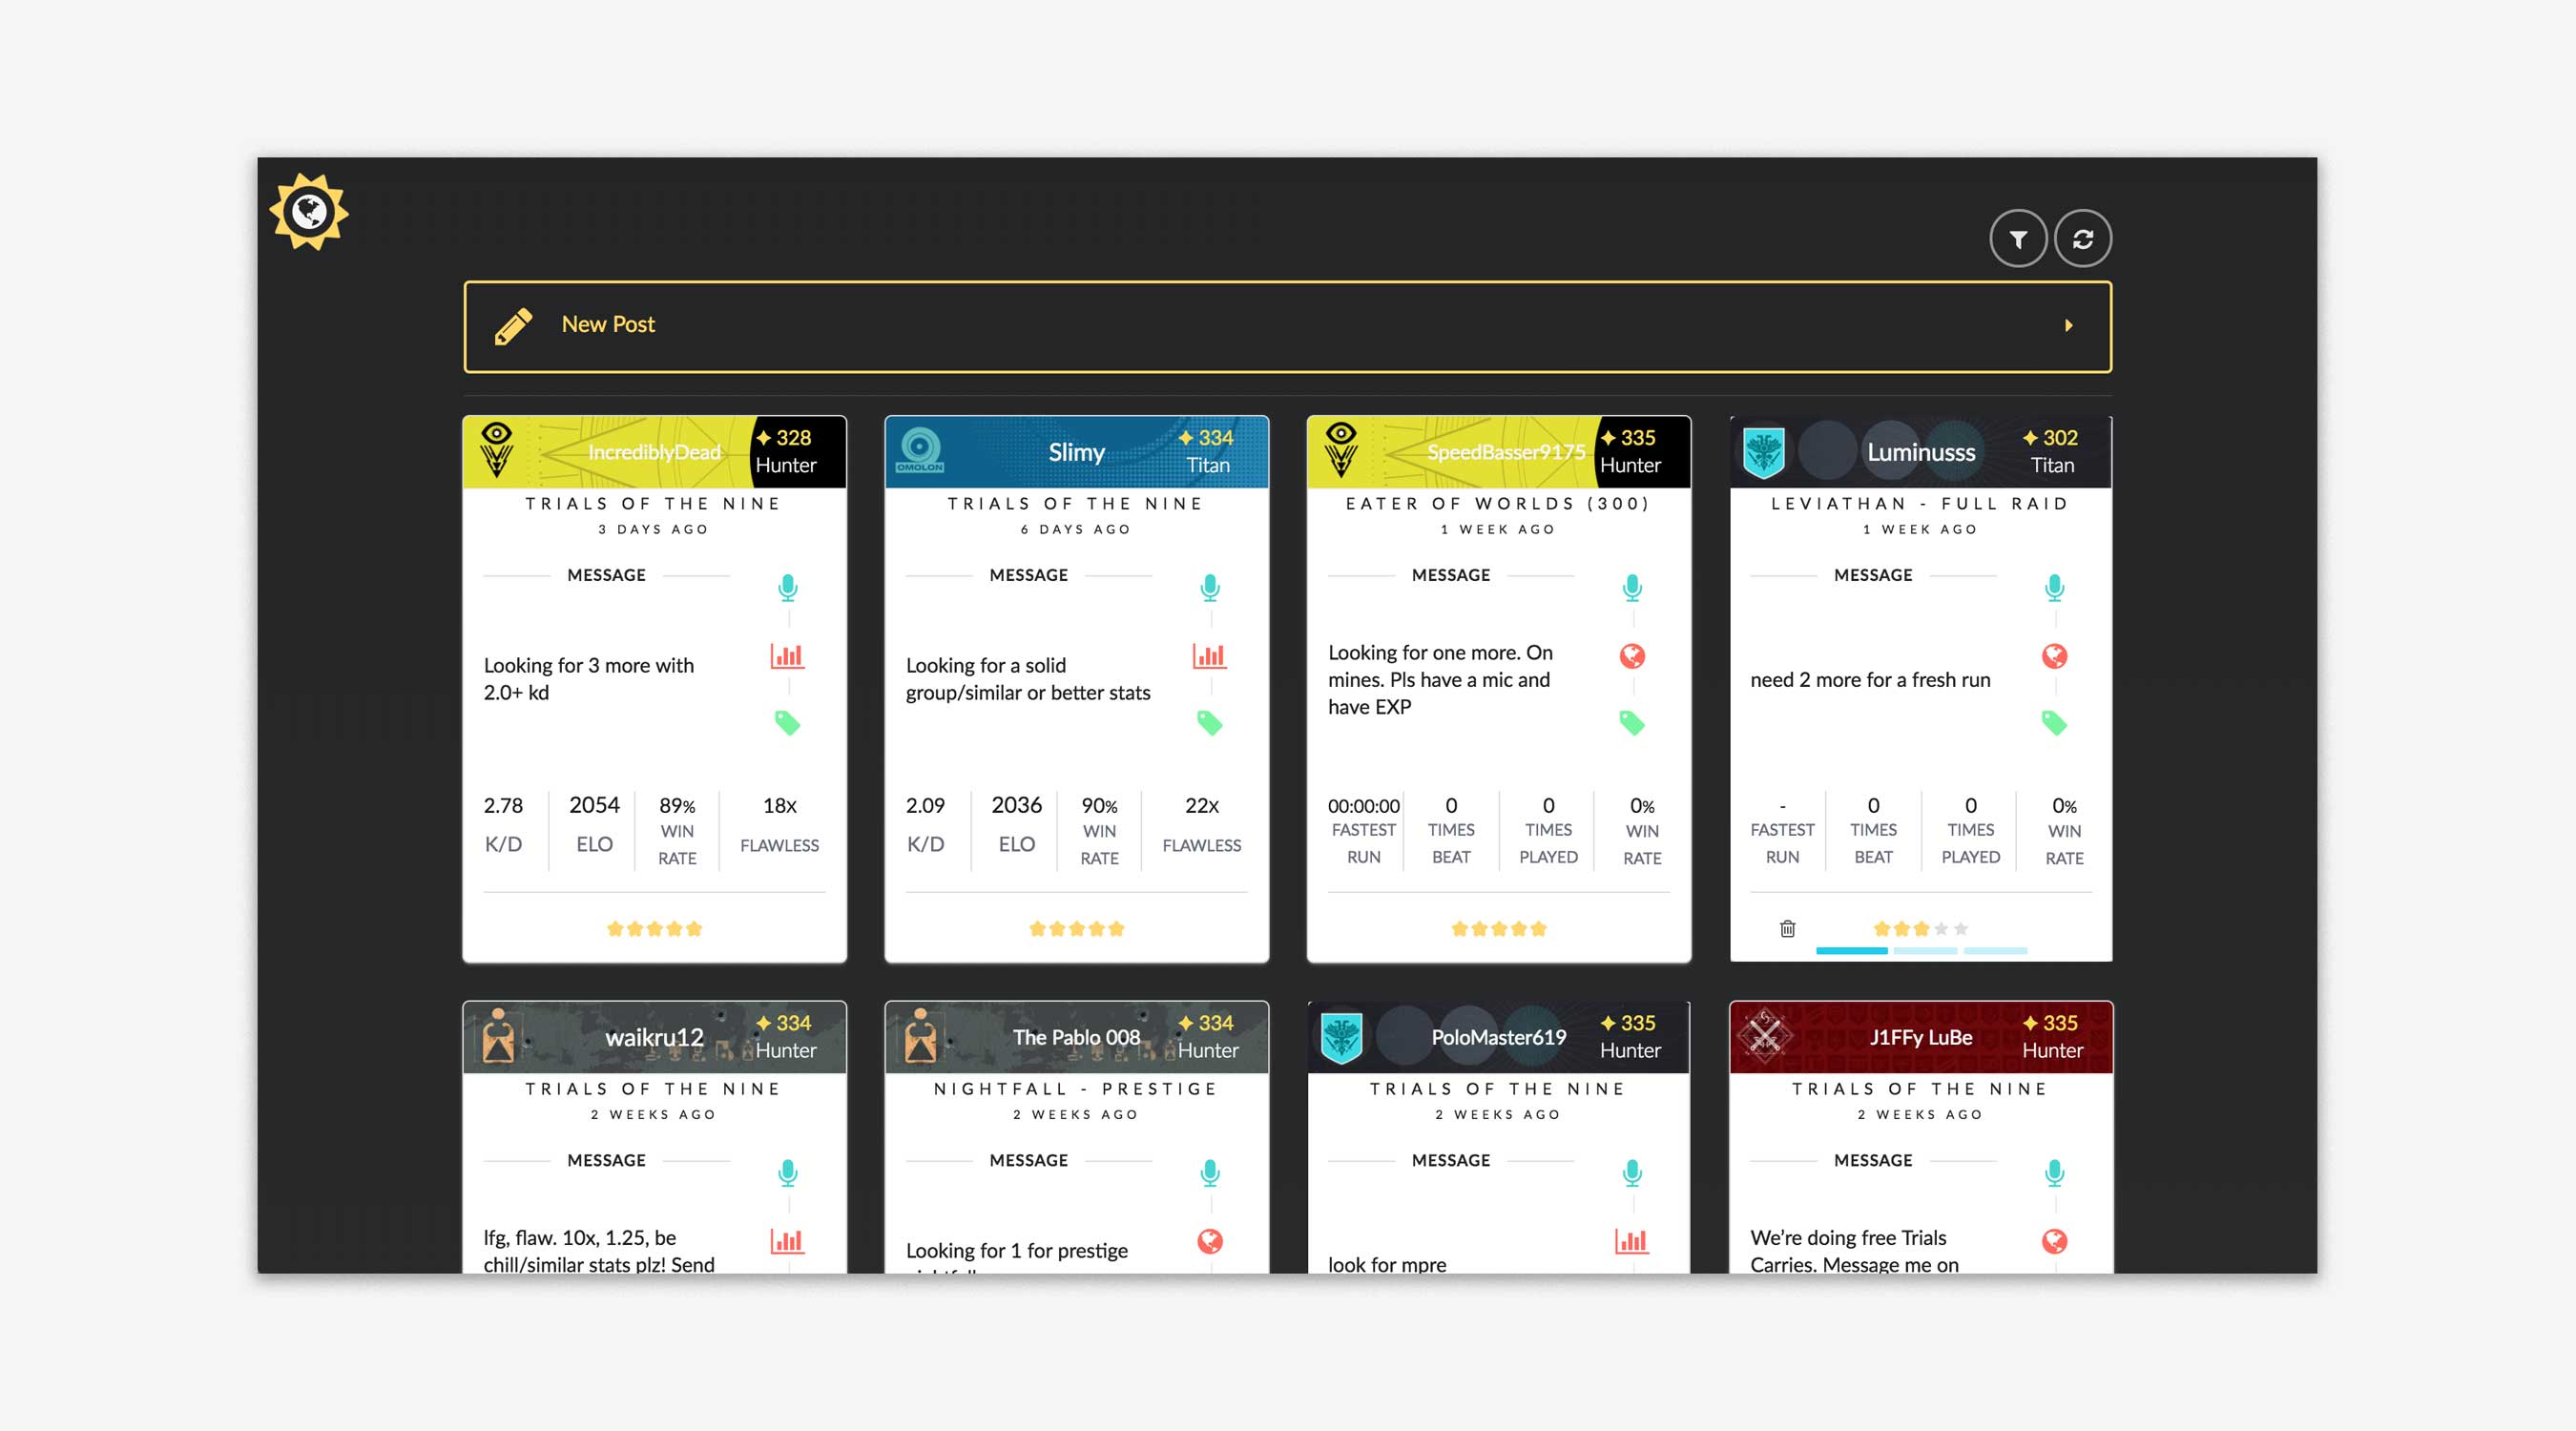 New Post
IncrediblyDead
328
Hunter
TRIALS OF THE NINE
3 DAYS AGO
MESSAGE
Looking for 3 more with
2.0+ kd
2.78
K/D
2054
ELO
89%
WIN
RATE
18X
FLAWLESS
OMOLON
Slimy
334
Titan
TRIALS OF THE NINE
6 DAYS AGO
MESSAGE
Looking for a solid
group/similar or better stats
2.09
K/D
2036
ELO
90%
WIN
RATE
22X
FLAWLESS
SpeedBasser9175
335
Hunter
EATER OF WORLDS (300)
1 WEEK AGO
MESSAGE
Looking for one more. On
mines. Pls have a mic and
have EXP
00:00:00
FASTEST
RUN
0
TIMES
BEAT
0
TIMES
PLAYED
0%
WIN
RATE
Luminusss
302
Titan
LEVIATHAN - FULL RAID
1 WEEK AGO
MESSAGE
need 2 more for a fresh run
-
FASTEST
RUN
0
TIMES
BEAT
0
TIMES
PLAYED
0%
WIN
RATE
waikru12
334
Hunter
TRIALS OF THE NINE
2 WEEKS AGO
MESSAGE
lfg, flaw. 10x, 1.25, be
chill/similar stats plz! Send
The Pablo 008
334
Hunter
NIGHTFALL - PRESTIGE
2 WEEKS AGO
MESSAGE
Looking for 1 for prestige
PoloMaster619
335
Hunter
TRIALS OF THE NINE
2 WEEKS AGO
MESSAGE
look for mpre
J1FFy LuBe
335
Hunter
TRIALS OF THE NINE
2 WEEKS AGO
MESSAGE
We're doing free Trials
Carries. Message me on